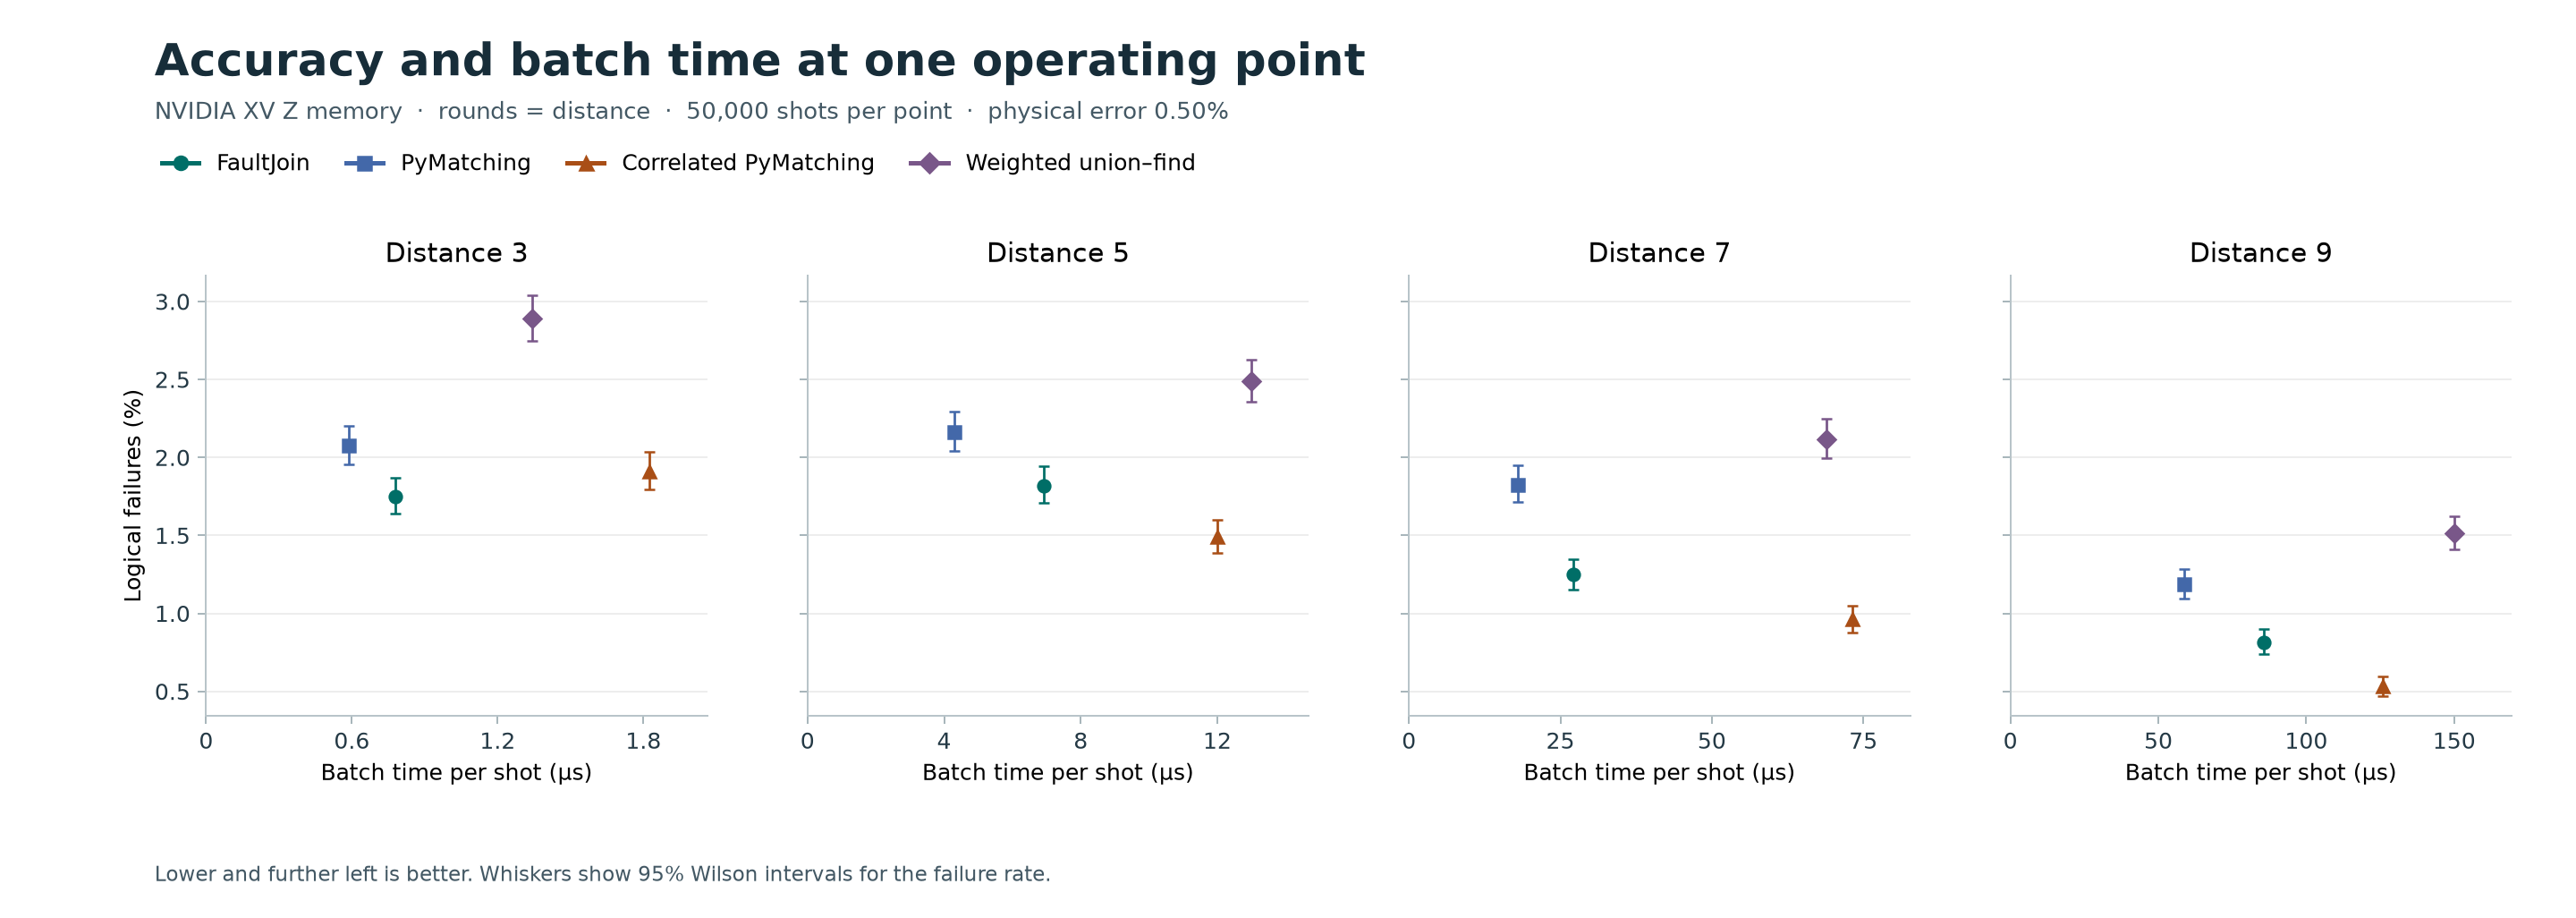 Accuracy and batch time at one operating point
NVIDIA XV Z memory · rounds = distance · 50,000 shots per point · physical error 0.50%
FaultJoin PyMatching Correlated PyMatching Weighted union–find
Distance 3 Distance 5 Distance 7 Distance 9
Logical failures (%)
3.0
2.5
2.0
1.5
1.0
0.5
0 0.6 1.2 1.8 0 4 8 12 0 25 50 75 0 50 100 150
Batch time per shot (µs) Batch time per shot (µs) Batch time per shot (µs) Batch time per shot (µs)
Lower and further left is better. Whiskers show 95% Wilson intervals for the failure rate.